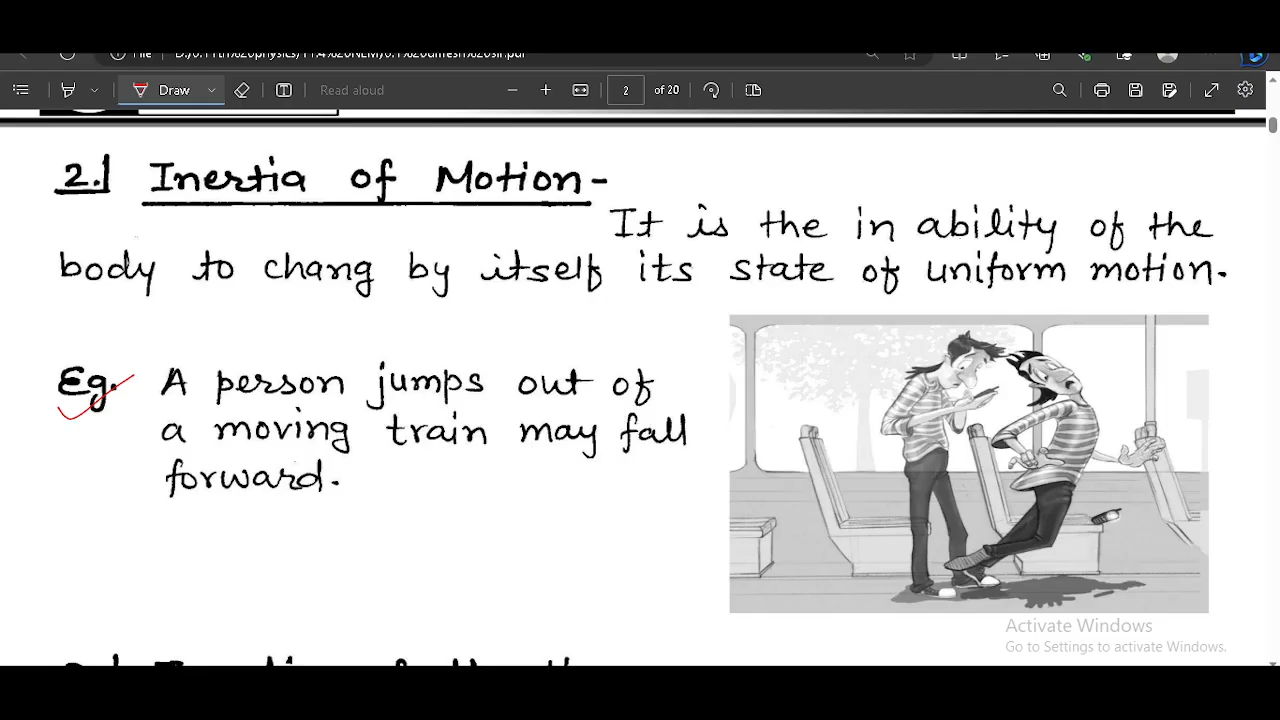 File
Draw
Read aloud
2 of 20
2.1 Inertia of Motion-
It is the in ability of the
body to chang by itself its state of uniform motion.
Eg. A person jumps out of
a moving train may fall
forward.
Activate Windows
Go to Settings to activate Windows.